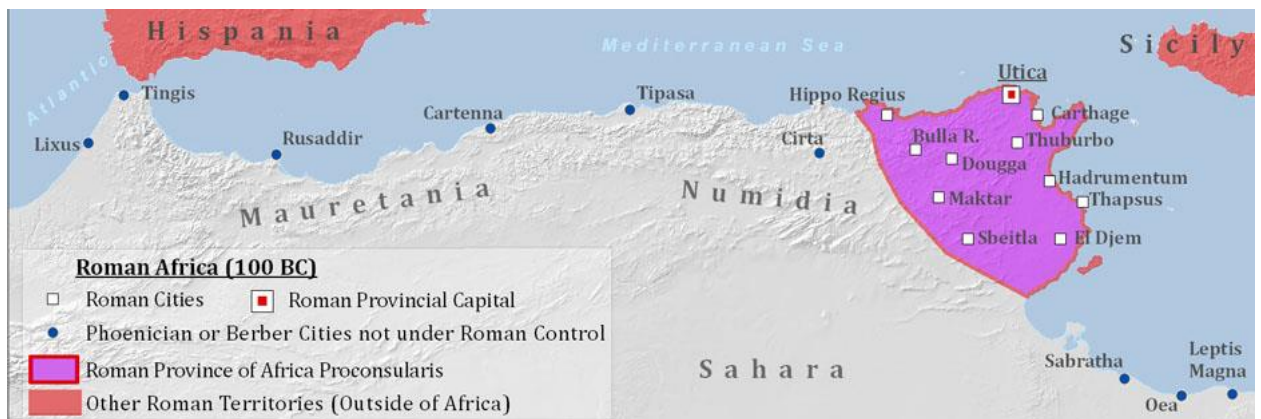 Hispania
Mediterranean Sea
Sicily
Atlantic
Utica
Tingis
Tipasa
Hippo Regius
Carthage
Cartenna
Lixus
Rusaddir
Cirta
Bulla R.
Thuburbo
Dougga
Hadrumentum
Mauretania
Numidia
Maktar
Thapsus
Sbeitla
El Djem
Roman Africa (100 BC)
Roman Cities
Roman Provincial Capital
Phoenician or Berber Cities not under Roman Control
Roman Province of Africa Proconsularis
Other Roman Territories (Outside of Africa)
Sahara
Sabratha
Leptis
Magna
Oea